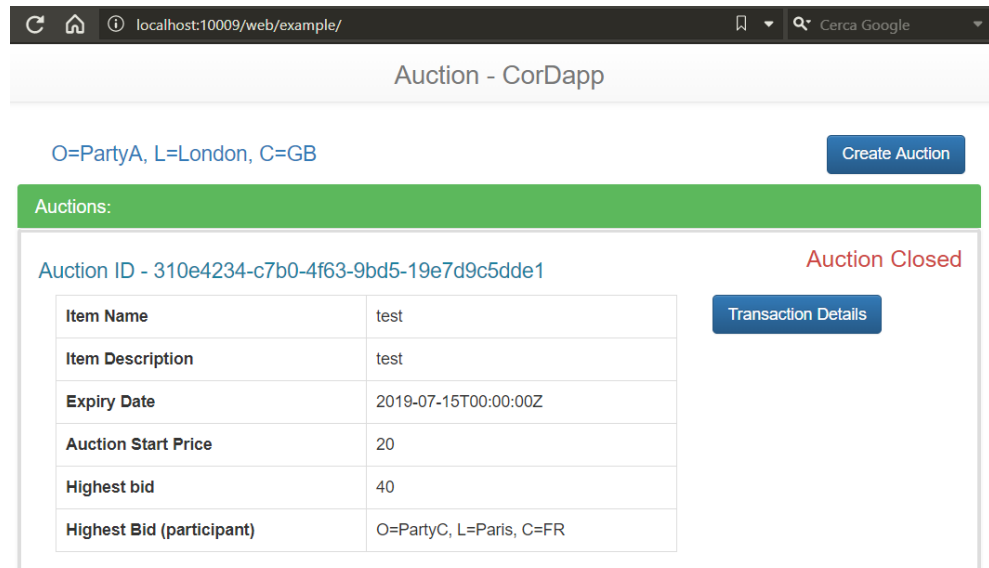 localhost:10009/web/example/ Cerca Google
Auction - CorDapp
O=PartyA, L=London, C=GB Create Auction
Auctions:
Auction Closed
Auction ID - 310e4234-c7b0-4f63-9bd5-19e7d9c5dde1
Item Name test Transaction Details
Item Description test
Expiry Date 2019-07-15T00:00:00Z
Auction Start Price 20
Highest bid 40
Highest Bid (participant) O=PartyC, L=Paris, C=FR